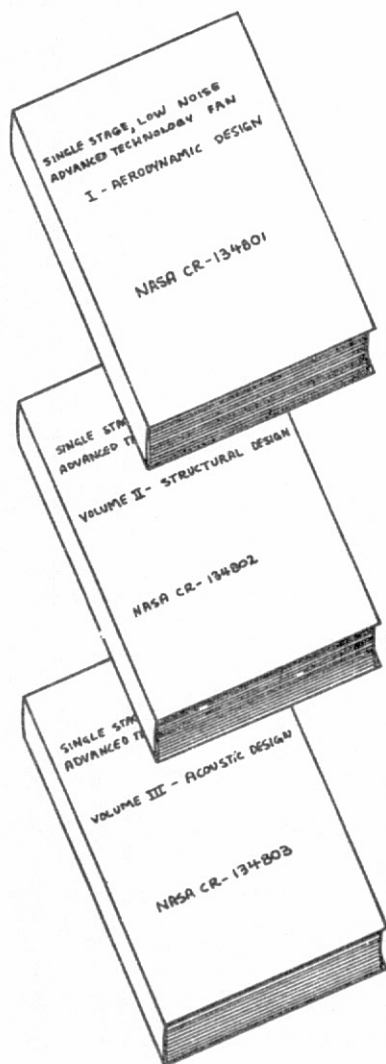 SINGLE STAGE, LOW NOISE
ADVANCED TECHNOLOGY FAN
I - AERODYNAMIC DESIGN
NASA CR-134801
SINGLE STAG
ADVANCED TE
VOLUME II - STRUCTURAL DESIGN
NASA CR-134802
SINGLE STAG
ADVANCED TE
VOLUME III - ACOUSTIC DESIGN
NASA CR-134803